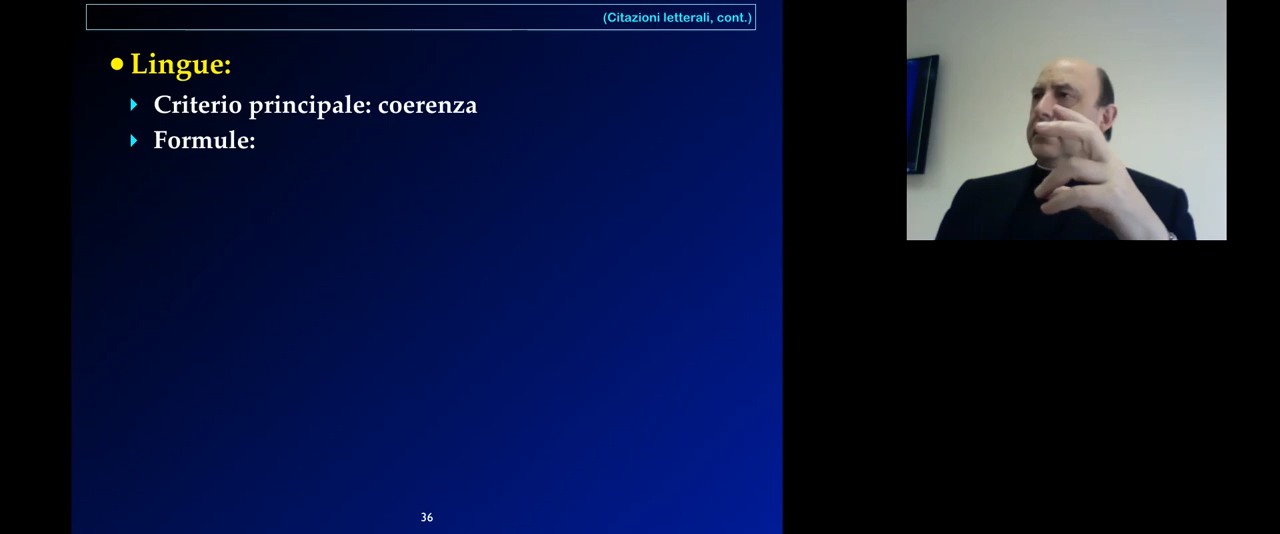 (Citazioni letterali, cont.)
Lingue:
Criterio principale: coerenza
Formule:
36